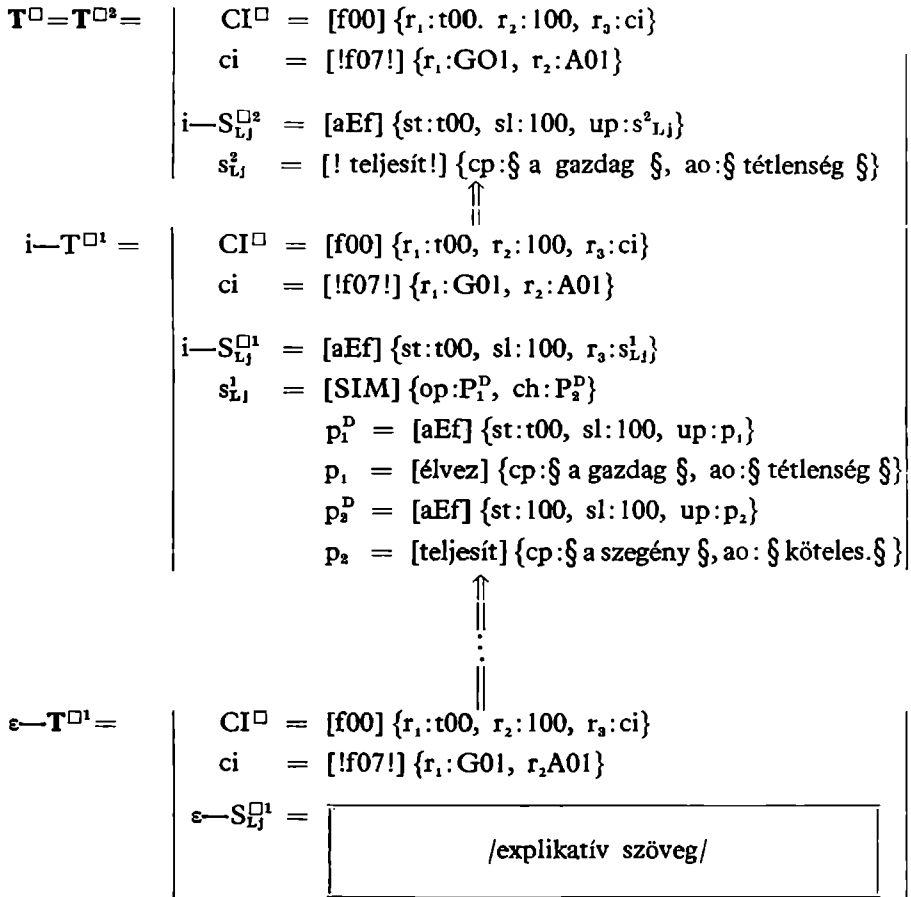 T□=T□²= CI□ = [f00] {r₁:t00. r₂:100, r₃:ci}
ci = [!f07!] {r₁:GO1, r₂:A01}
i—S□²Lj = [aEf] {st:t00, sl:100, up:s²Lj}
s²Lj = [! teljesít!] {cp:§ a gazdag §, ao:§ tétlenség §}
⇑
i—T□¹ = CI□ = [f00] {r₁:t00, r₂:100, r₃:ci}
ci = [!f07!] {r₁:G01, r₂:A01}
i—S□¹Lj = [aEf] {st:t00, sl:100, r₃:s¹Lj}
s¹Lj = [SIM] {op:P₁ᴰ, ch:P₂ᴰ}
p₁ᴰ = [aEf] {st:t00, sl:100, up:p₁}
p₁ = [élvez] {cp:§ a gazdag §, ao:§ tétlenség §}
p₂ᴰ = [aEf] {st:100, sl:100, up:p₂}
p₂ = [teljesít] {cp:§ a szegény §, ao: § köteles.§ }
⇑
ε—T□¹= CI□ = [f00] {r₁:t00, r₂:100, r₃:ci}
ci = [!f07!] {r₁:G01, r₂A01}
ε—S□¹Lj =
/explikatív szöveg/